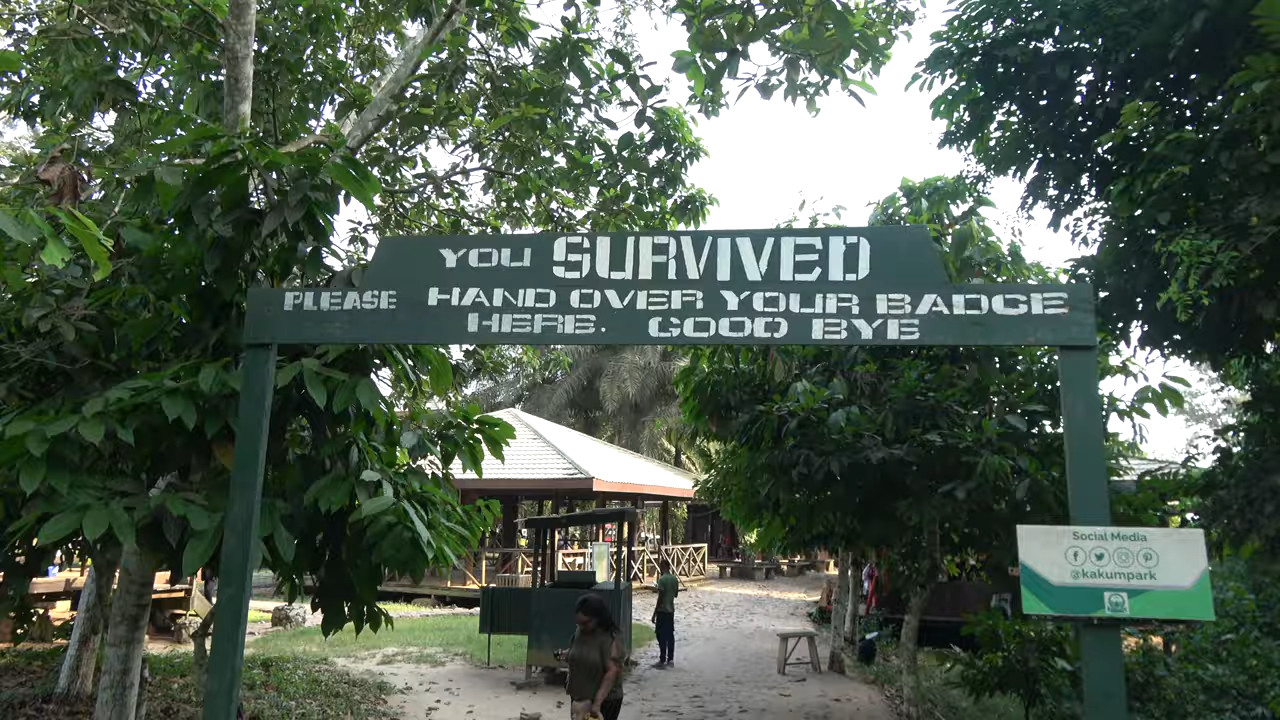 YOU SURVIVED
PLEASE HAND OVER YOUR BADGE
HERE. GOOD BYE
Social Media
@kakumpark